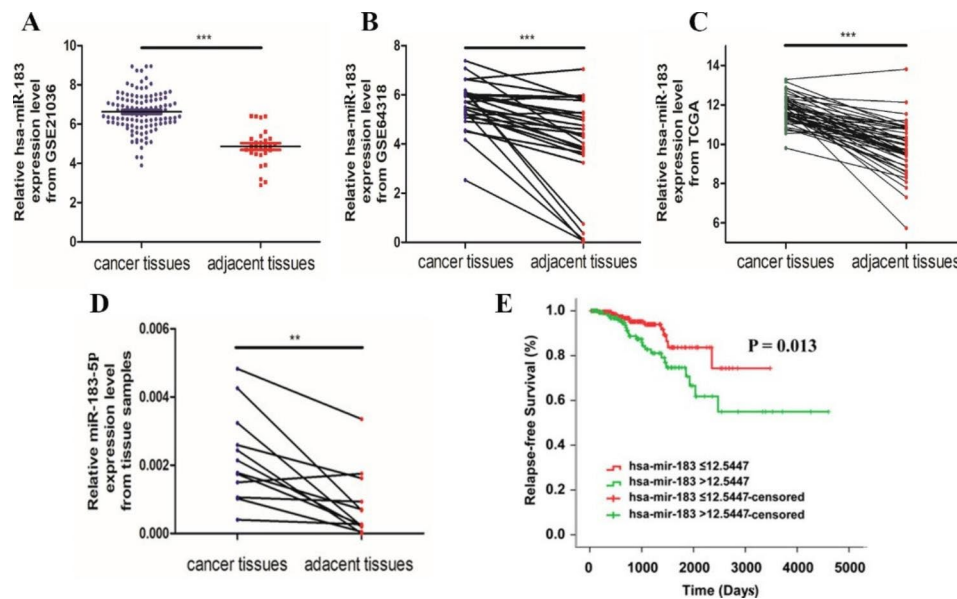 A
Relative hsa-miR-183
expression level
from GSE21036
10
8
6
4
2
0
***
cancer tissues
adjacent tissues
B
Relative hsa-miR-183
expression level
from GSE64318
8
6
4
2
0
***
cancer tissues
adjacent tissues
C
Relative hsa-miR-183
expression level
from TCGA
14
12
10
8
6
***
cancer tissues
adjacent tissues
D
Relative miR-183-5p
expression level
from tissue samples
0.006
0.004
0.002
0.000
**
cancer tissues
adacent tissues
E
Relapse-free Survival (%)
1.0
0.8
0.6
0.4
0.2
0.0
P = 0.013
hsa-mir-183 ≤12.5447
hsa-mir-183 >12.5447
hsa-mir-183 ≤12.5447-censored
hsa-mir-183 >12.5447-censored
0
1000
2000
3000
4000
5000
Time (Days)